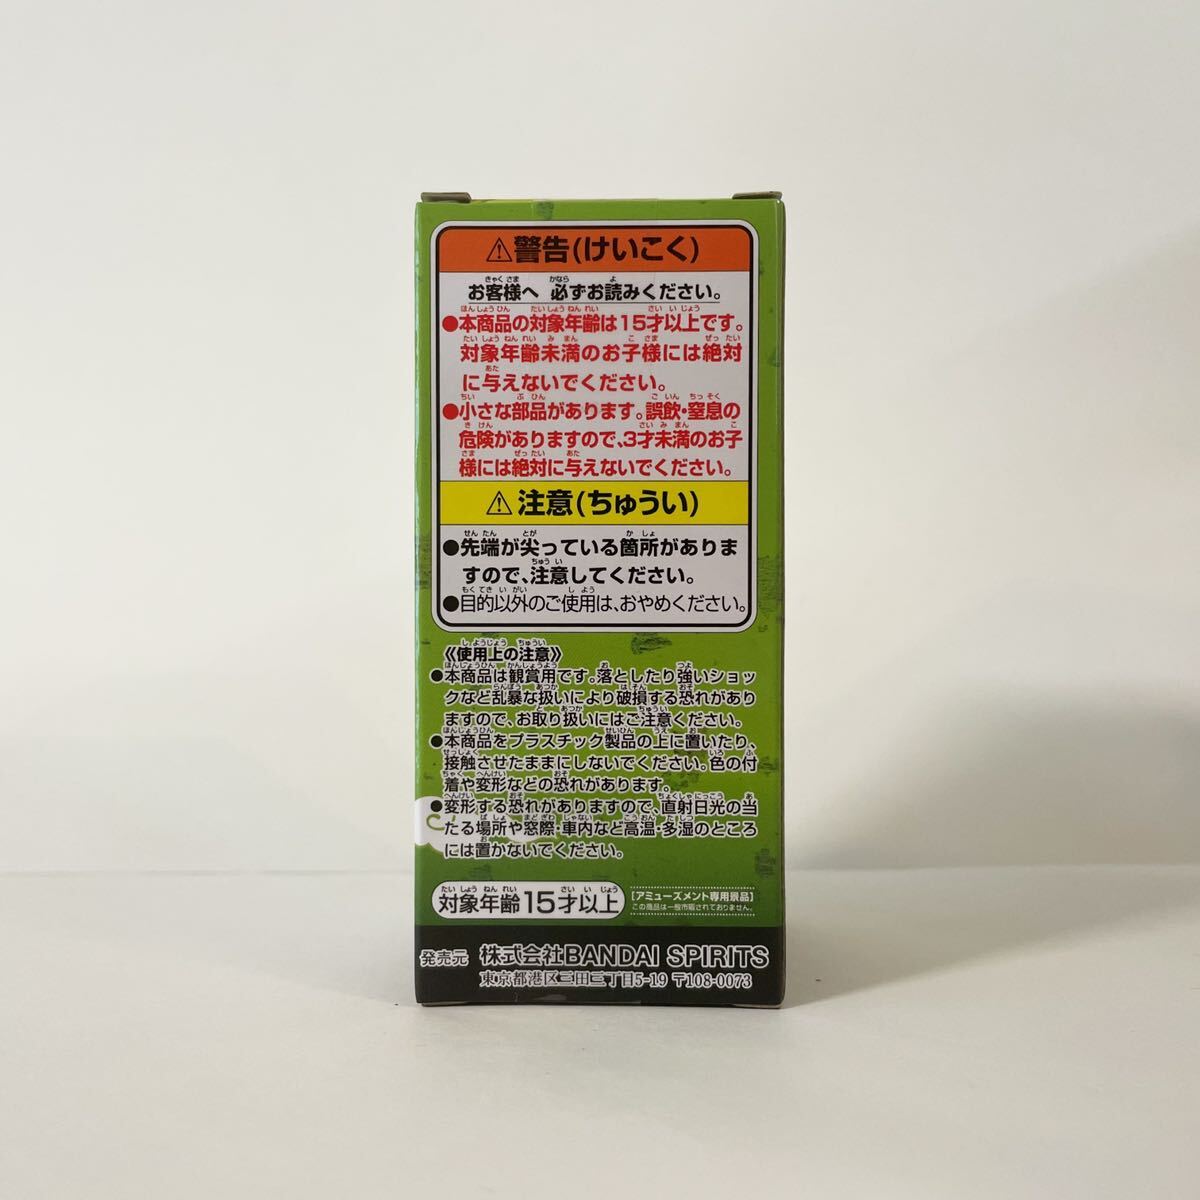 ⚠警告(けいこく)
お客様へ 必ずお読みください。
●本商品の対象年齢は15才以上です。
対象年齢未満のお子様には絶対
に与えないでください。
●小さな部品があります。誤飲・窒息の
危険がありますので、3才未満のお子
様には絶対に与えないでください。
⚠注意(ちゅうい)
●先端が尖っている箇所がありま
すので、注意してください。
●目的以外のご使用は、おやめください。
《使用上の注意》
●本商品は観賞用です。落としたり強いショッ
クなど乱暴な扱いにより破損する恐れがあり
ますので、お取り扱いにはご注意ください。
●本商品をプラスチック製品の上に置いたり、
接触させたままにしないでください。色の付
着や変形などの恐れがあります。
●変形する恐れがありますので、直射日光の当
たる場所や窓際・車内など高温・多湿のところ
には置かないでください。
対象年齢15才以上
[アミューズメント専用景品]
この商品は一般市販されておりません。
発売元 株式会社BANDAI SPIRITS
東京都港区三田三丁目5-19 〒108-0073